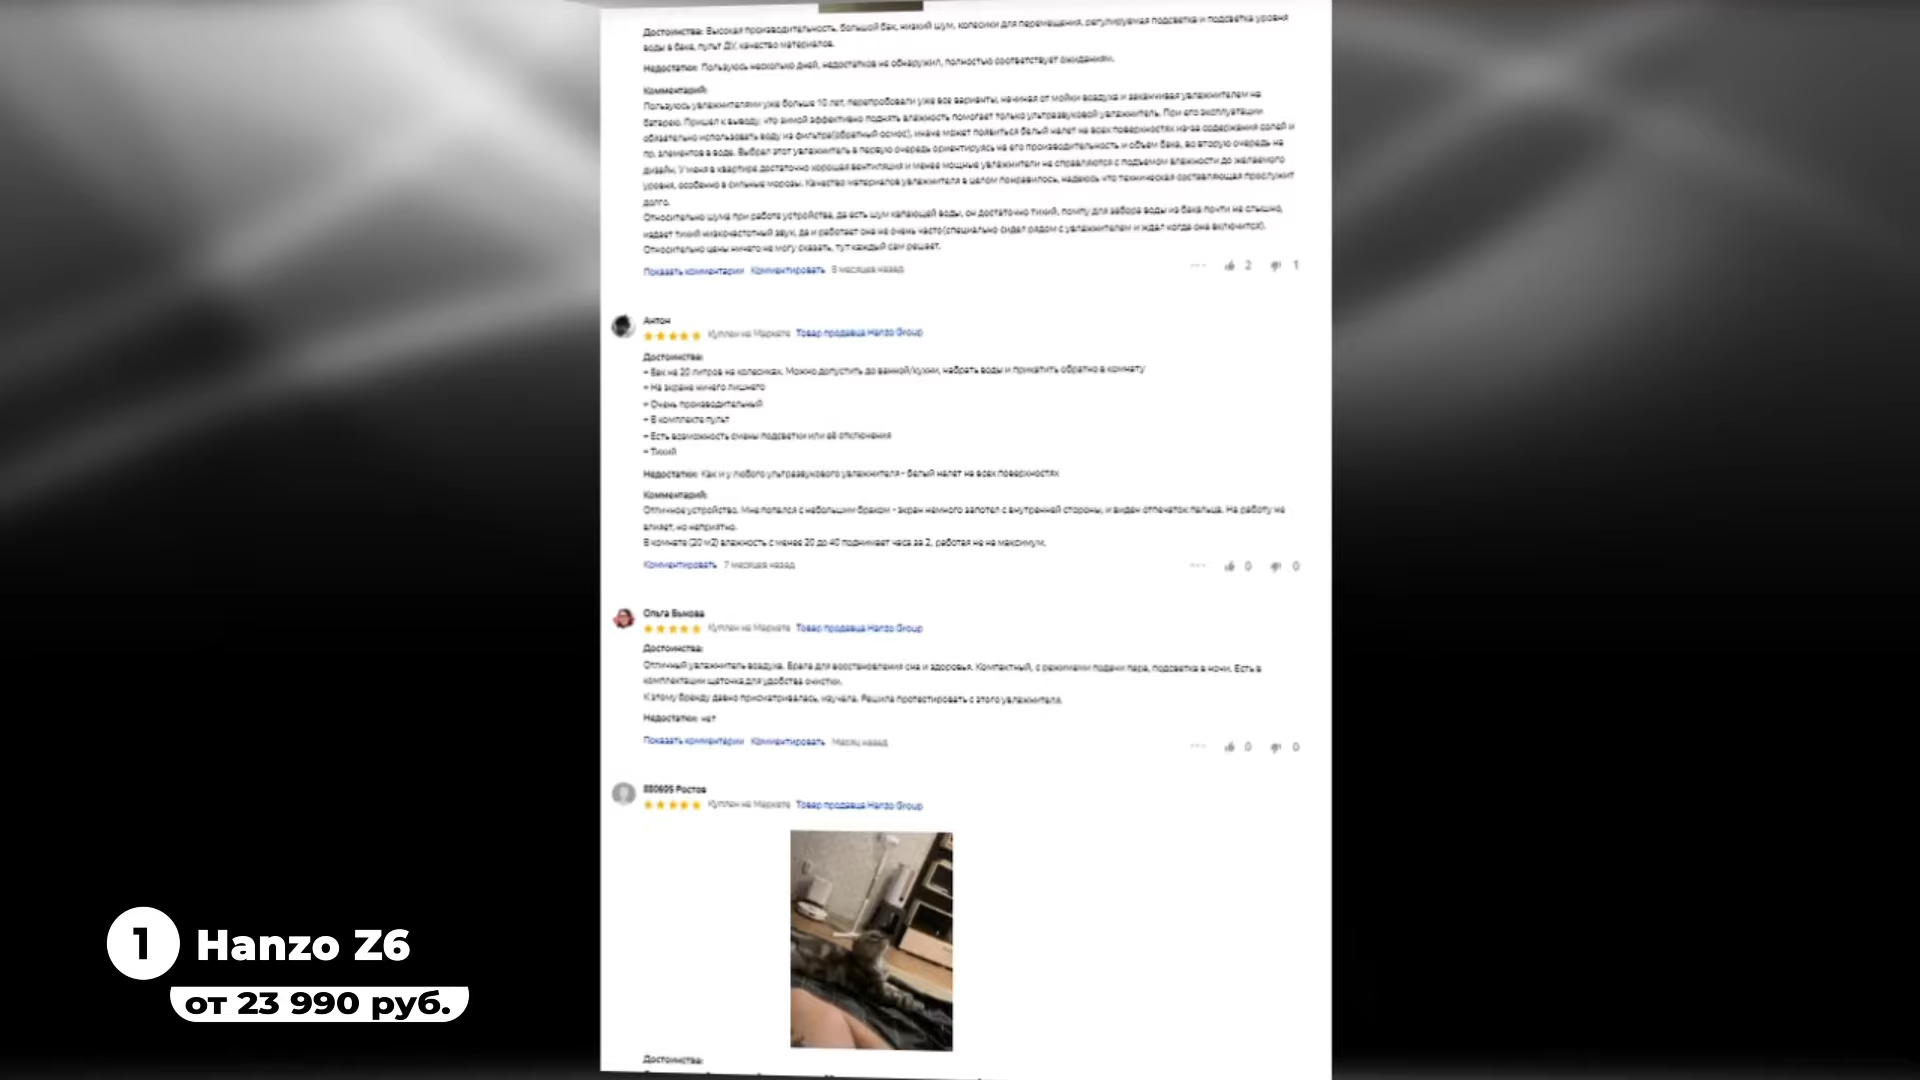 Достоинства: Высокая производительность, большой бак, низкий шум, колесики для перемещения, регулируемая подсветка и подсветка уровня
воды в баке, пульт ДУ, качество материалов.
Недостатки: Пользуюсь несколько дней, недостатков не обнаружил, полностью соответствует ожиданиям.
Комментарий:
Пользуюсь увлажнителями уже больше 10 лет, перепробовали уже все варианты, начиная от мойки воздуха и заканчивая увлажнителем на
батарею. Пришел к выводу, что зимой эффективно поднять влажность помогает только ультразвуковой увлажнитель. При его эксплуатации
обязательно использовать воду из фильтра(обратный осмос), иначе может появиться белый налет на всех поверхностях из-за содержания солей и
пр. элементов в воде. Выбрал этот увлажнитель в первую очередь ориентируясь на его производительность и объем бака, во вторую очередь на
дизайн. У меня в квартире достаточно хорошая вентиляция и менее мощные увлажнители не справляются с подъемом влажности до желаемого
уровня, особенно в сильные морозы. Качество материалов увлажнителя в целом понравилось, надеюсь что техническая составляющая прослужит
долго.
Относительно шума при работе устройства, да есть шум капающей воды, он достаточно тихий, помпу для забора воды из бака почти не слышно,
издает тихий низкочастотный звук, да и работает она не очень часто(специально сидел рядом с увлажнителем и ждал когда она включится).
Относительно цены ничего не могу сказать, тут каждый сам решает.
Показать комментарии Комментировать 8 месяцев назад 2 1
Антон
Куплен на Маркете Товар продавца Hanzo Group
Достоинства:
+ Бак на 20 литров на колесиках. Можно допустить до ванной/кухни, набрать воды и прикатить обратно в комнату
+ На экране ничего лишнего
+ Очень производительный
+ В комплекте пульт
+ Есть возможность смены подсветки или её отключения
+ Тихий
Недостатки: Как и у любого ультразвукового увлажнителя - белый налет на всех поверхностях
Комментарий:
Отличное устройство. Мне попался с небольшим браком - экран немного запотел с внутренней стороны, и виден отпечаток пальца. На работу не
влияет, но неприятно.
В комнате (20 м2) влажность с менее 20 до 40 поднимает часа за 2, работая не на максимум.
Комментировать 7 месяцев назад 0 0
Ольга Быкова
Куплен на Маркете Товар продавца Hanzo Group
Достоинства:
Отличный увлажнитель воздуха. Брала для восстановления сна и здоровья. Компактный, с режимами подачи пара, подсветка в ночи. Есть в
комплектации щеточка для удобства очистки.
К этому бренду давно присматривалась, изучала. Решила протестировать с этого увлажнителя.
Недостатки: нет
Показать комментарии Комментировать Месяц назад 0 0
880695 Ростов
Куплен на Маркете Товар продавца Hanzo Group
Достоинства:
1 Hanzo Z6
от 23 990 руб.